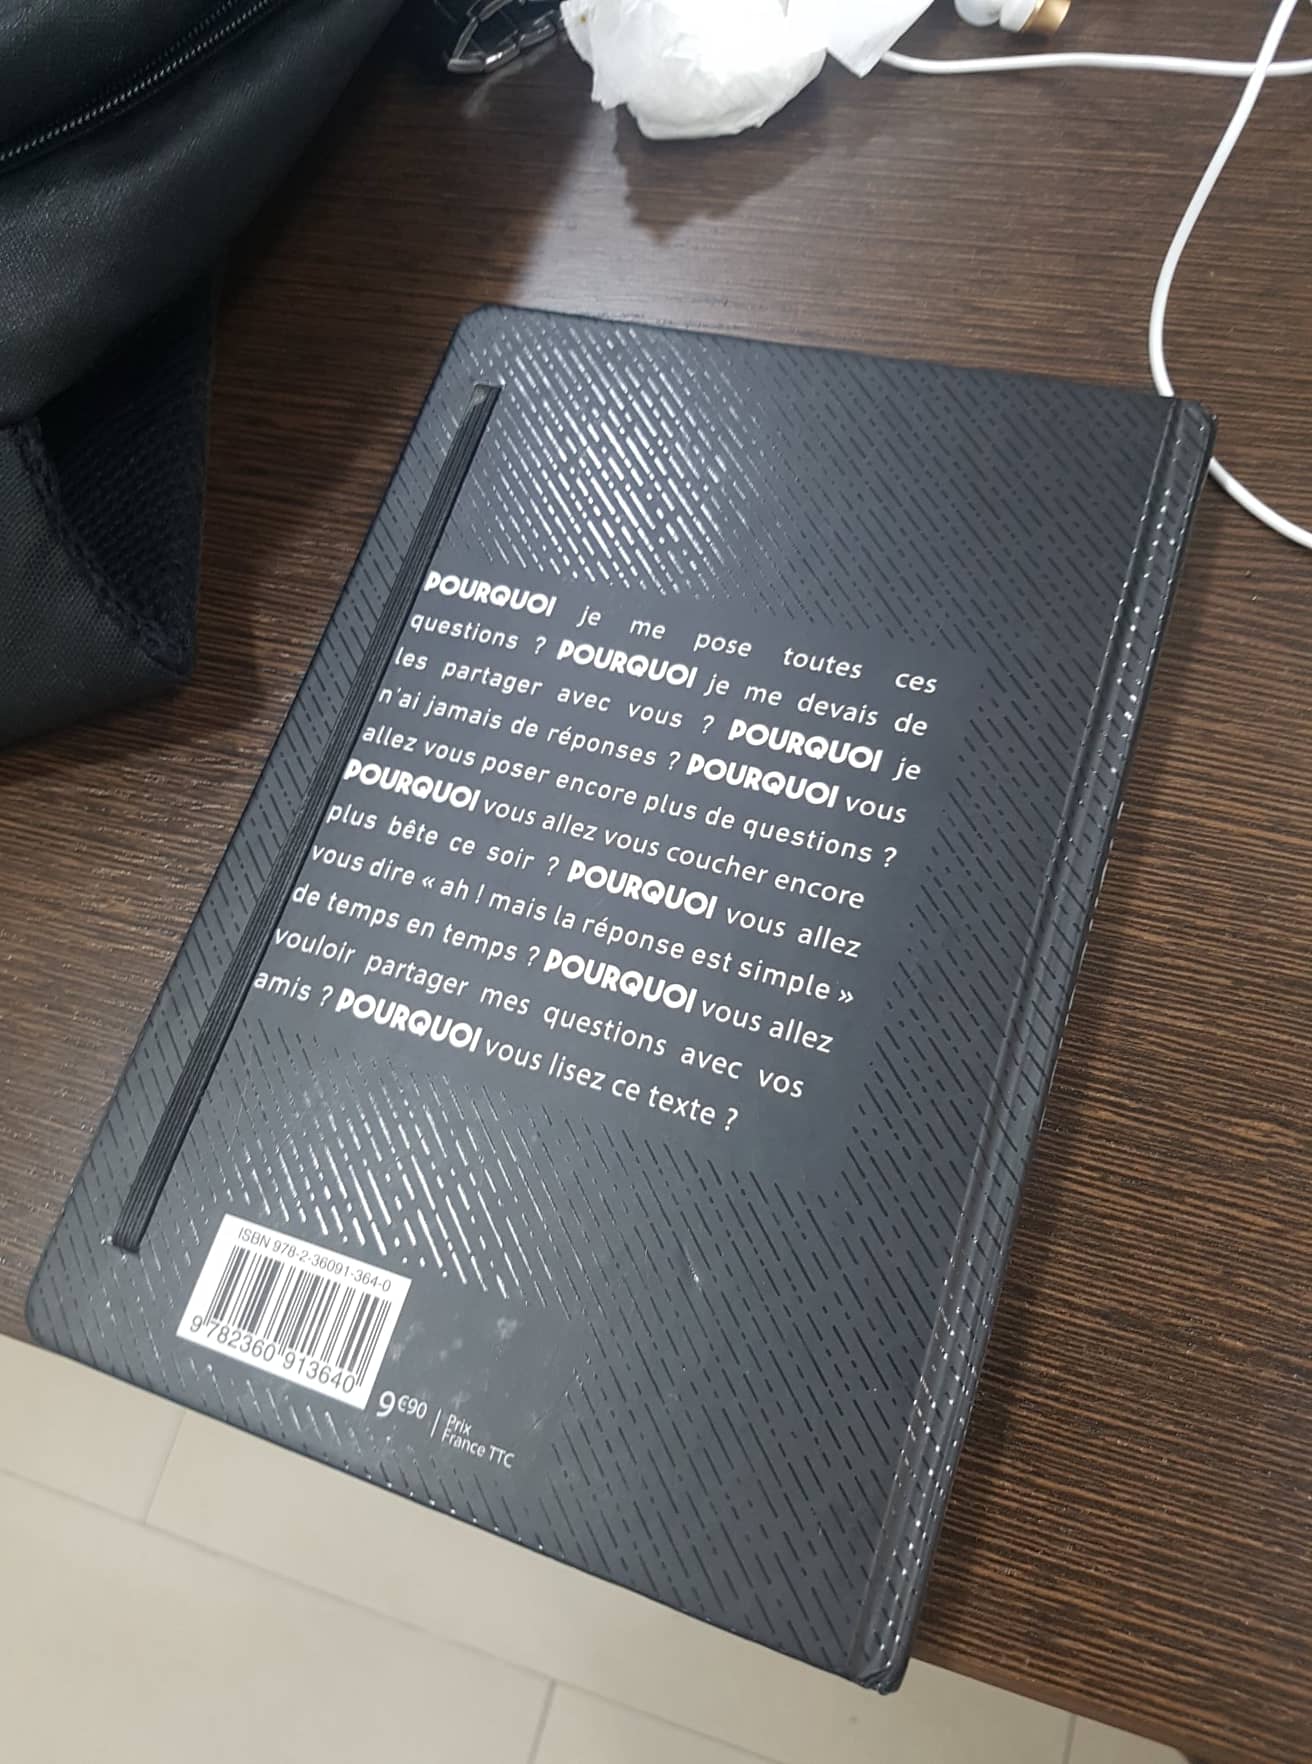 POURQUOI je me pose toutes ces
questions ? POURQUOI je me devais de
les partager avec vous ? POURQUOI je
n'ai jamais de réponses ? POURQUOI vous
allez vous poser encore plus de questions ?
POURQUOI vous allez vous coucher encore
plus bête ce soir ? POURQUOI vous allez
vous dire « ah ! mais la réponse est simple »
de temps en temps ? POURQUOI vous allez
vouloir partager mes questions avec vos
amis ? POURQUOI vous lisez ce texte ?
ISBN 978-2-36091-364-0
9 782360 913640
9€90 | Prix
France TTC